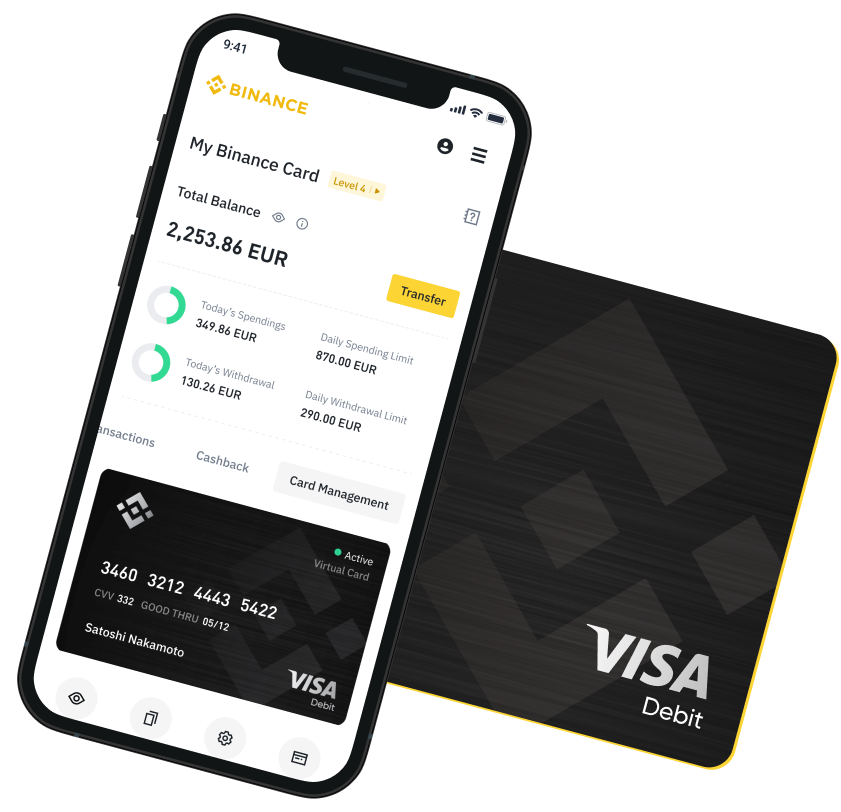 9:41
BINANCE
My Binance Card
Level 4
Total Balance
2,253.86 EUR
Transfer
Today's Spendings
349.86 EUR
Daily Spending Limit
870.00 EUR
Today's Withdrawal
130.26 EUR
Daily Withdrawal Limit
290.00 EUR
ansactions
Cashback
Card Management
Active
Virtual Card
3460 3212 4443 5422
CVV 332 GOOD THRU 05/12
Satoshi Nakamoto
VISA
Debit
VISA
Debit